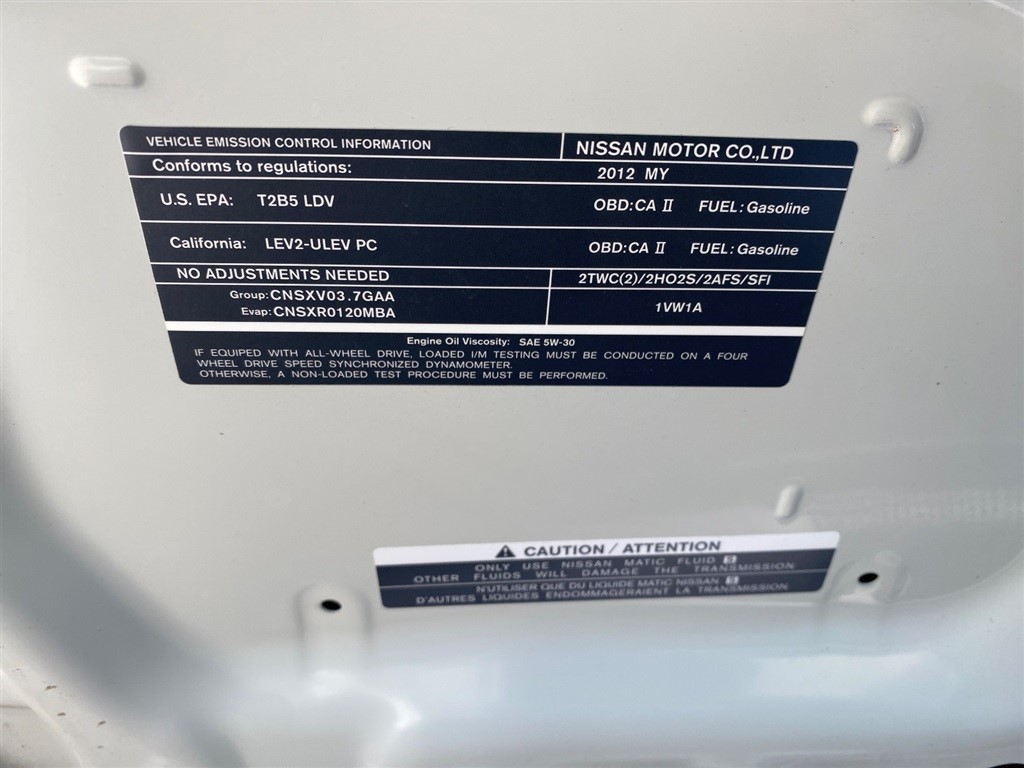 VEHICLE EMISSION CONTROL INFORMATION NISSAN MOTOR CO.,LTD
Conforms to regulations: 2012 MY
U.S. EPA: T2B5 LDV OBD:CA II FUEL: Gasoline
California: LEV2-ULEV PC OBD:CA II FUEL: Gasoline
NO ADJUSTMENTS NEEDED 2TWC(2)/2HO2S/2AFS/SFI
Group: CNSXV03.7GAA 1VW1A
Evap: CNSXR0120MBA
Engine Oil Viscosity: SAE 5W-30
IF EQUIPED WITH ALL-WHEEL DRIVE, LOADED I/M TESTING MUST BE CONDUCTED ON A FOUR
WHEEL DRIVE SPEED SYNCHRONIZED DYNAMOMETER.
OTHERWISE, A NON-LOADED TEST PROCEDURE MUST BE PERFORMED.
CAUTION / ATTENTION
ONLY USE NISSAN MATIC FLUID S
OTHER FLUIDS WILL DAMAGE THE TRANSMISSION
N'UTILISER QUE DU LIQUIDE MATIC NISSAN S
D'AUTRES LIQUIDES ENDOMMAGERAIENT LA TRANSMISSION